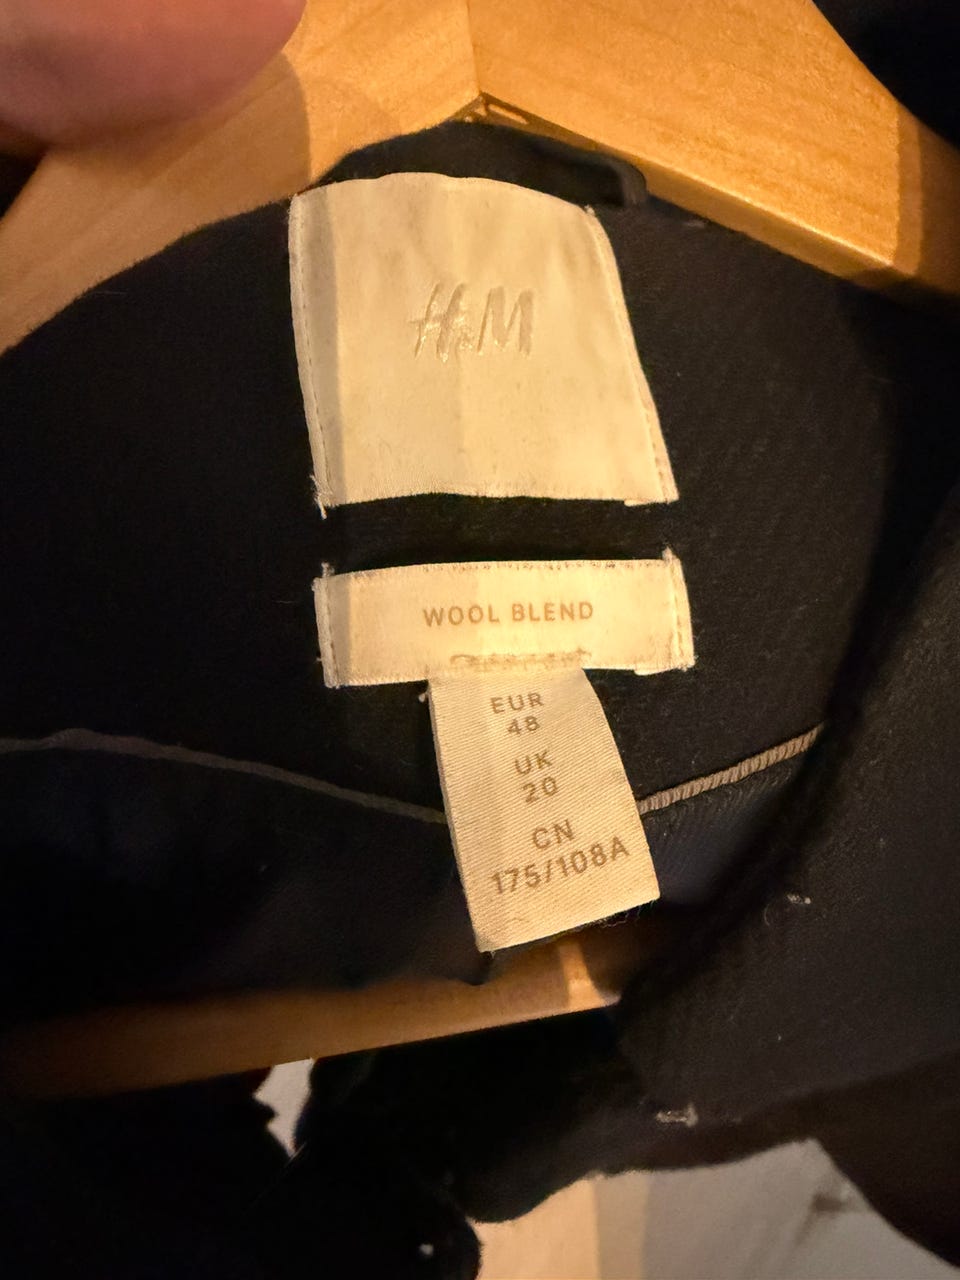 H&M
WOOL BLEND
EUR
48
UK
20
CN
175/108A